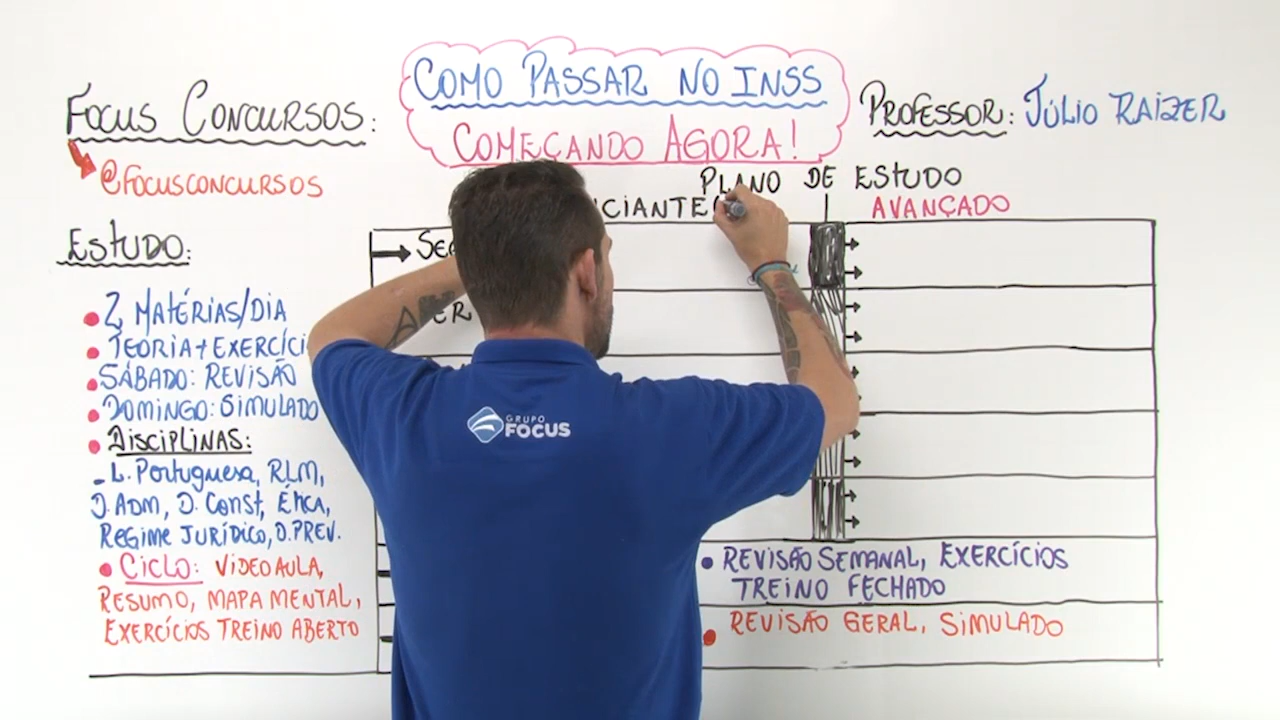 COMO PASSAR NO INSS
COMEÇANDO AGORA!
FOCUS CONCURSOS:
@FOCUSCONCURSOS
PROFESSOR: JÚLIO RAIZER
PLANO DE ESTUDO
AVANÇADO
ESTUDO:
2 MATÉRIAS/DIA
TEORIA + EXERCÍCI
SÁBADO: REVISÃO
DOMINGO: SIMULADO
DISCIPLINAS:
- L. Portuguesa, RLM,
D. ADM, D. Const, Ética,
REGIME JURÍDICO, D. PREV.
CICLO: VIDEOAULA,
RESUMO, MAPA MENTAL,
EXERCÍCIOS TREINO ABERTO
GRUPO
FOCUS
REVISÃO SEMANAL, EXERCÍCIOS
TREINO FECHADO
REVISÃO GERAL, SIMULADO